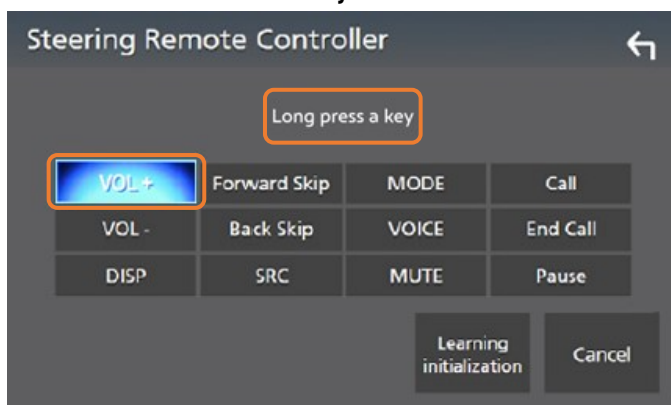 Steering Remote Controller
Long press a key
VOL + Forward Skip MODE Call
VOL - Back Skip VOICE End Call
DISP SRC MUTE Pause
Learning
initialization
Cancel